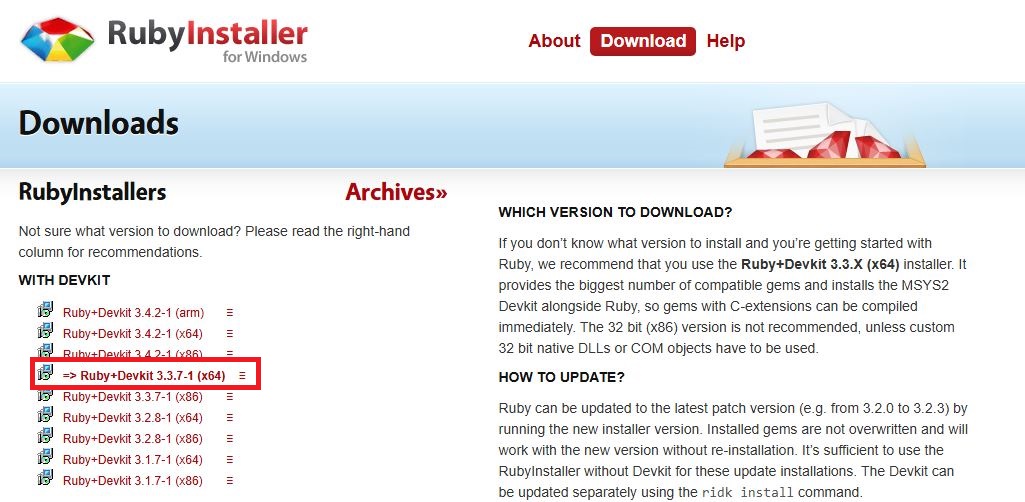 RubyInstaller
for Windows
About Download Help
Downloads
RubyInstallers Archives»
Not sure what version to download? Please read the right-hand
column for recommendations.
WITH DEVKIT
Ruby+Devkit 3.4.2-1 (arm) ≡
Ruby+Devkit 3.4.2-1 (x64) ≡
Ruby+Devkit 3.4.2-1 (x86) ≡
=> Ruby+Devkit 3.3.7-1 (x64) ≡
Ruby+Devkit 3.3.7-1 (x86) ≡
Ruby+Devkit 3.2.8-1 (x64) ≡
Ruby+Devkit 3.2.8-1 (x86) ≡
Ruby+Devkit 3.1.7-1 (x64) ≡
Ruby+Devkit 3.1.7-1 (x86) ≡
WHICH VERSION TO DOWNLOAD?
If you don’t know what version to install and you’re getting started with
Ruby, we recommend that you use the Ruby+Devkit 3.3.X (x64) installer. It
provides the biggest number of compatible gems and installs the MSYS2
Devkit alongside Ruby, so gems with C-extensions can be compiled
immediately. The 32 bit (x86) version is not recommended, unless custom
32 bit native DLLs or COM objects have to be used.
HOW TO UPDATE?
Ruby can be updated to the latest patch version (e.g. from 3.2.0 to 3.2.3) by
running the new installer version. Installed gems are not overwritten and will
work with the new version without re-installation. It’s sufficient to use the
RubyInstaller without Devkit for these update installations. The Devkit can
be updated separately using the ridk install command.